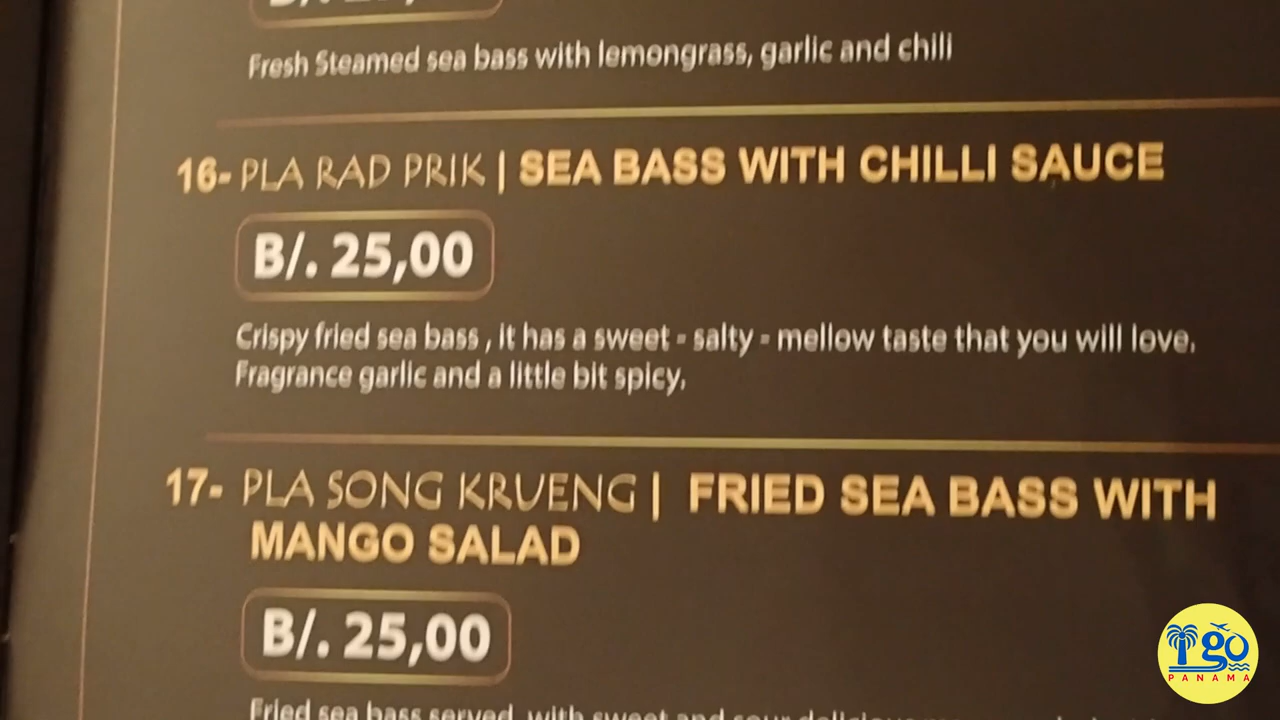 Fresh Steamed sea bass with lemongrass, garlic and chili
16- PLA RAD PRIK | SEA BASS WITH CHILLI SAUCE
B/. 25,00
Crispy fried sea bass , it has a sweet - salty - mellow taste that you will love.
Fragrance garlic and a little bit spicy.
17- PLA SONG KRUENG | FRIED SEA BASS WITH
MANGO SALAD
B/. 25,00
Fried sea bass served with sweet and sour delicious
go
PANAMA